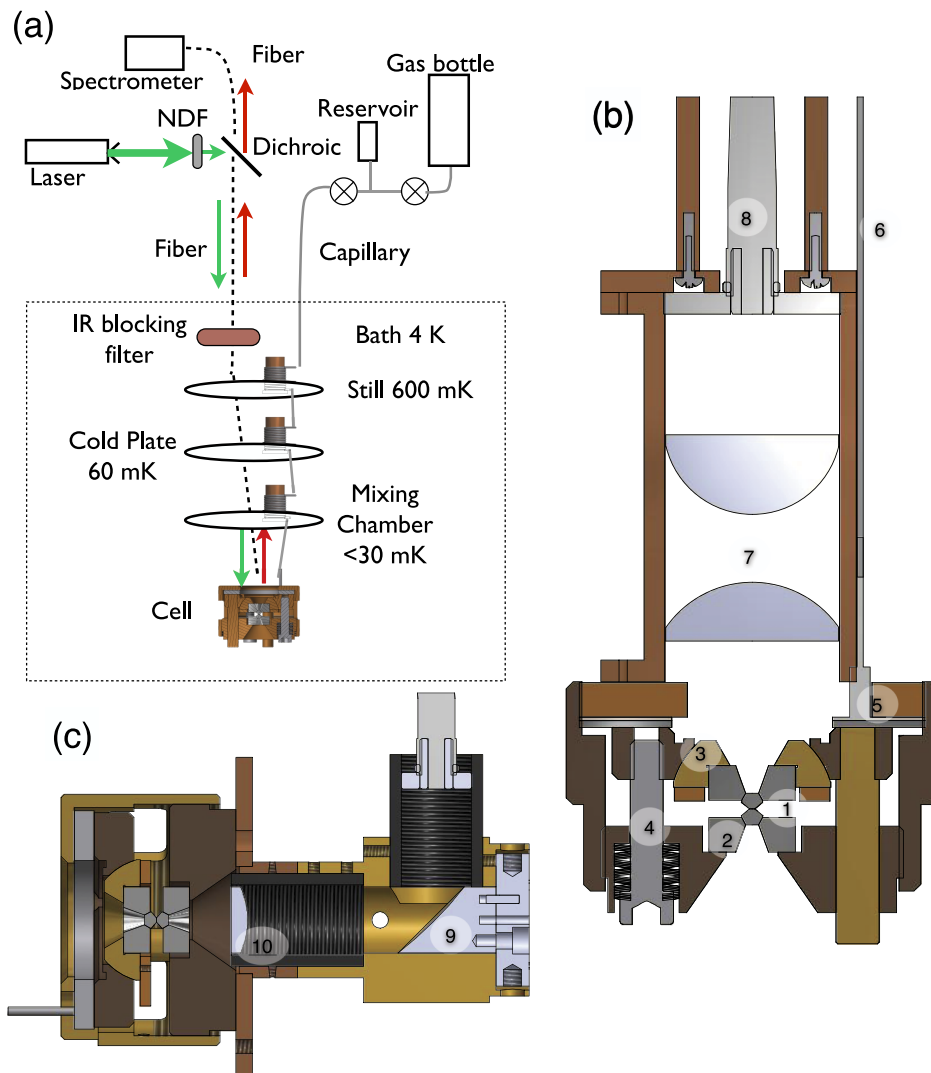 (a)
Spectrometer
Fiber
Gas bottle
Reservoir
NDF
Dichroic
Laser
Fiber
Capillary
IR blocking
filter
Bath 4 K
Still 600 mK
Cold Plate
60 mK
Mixing
Chamber
<30 mK
Cell
(b)
8
6
7
5
3
1
4
2
(c)
9
10